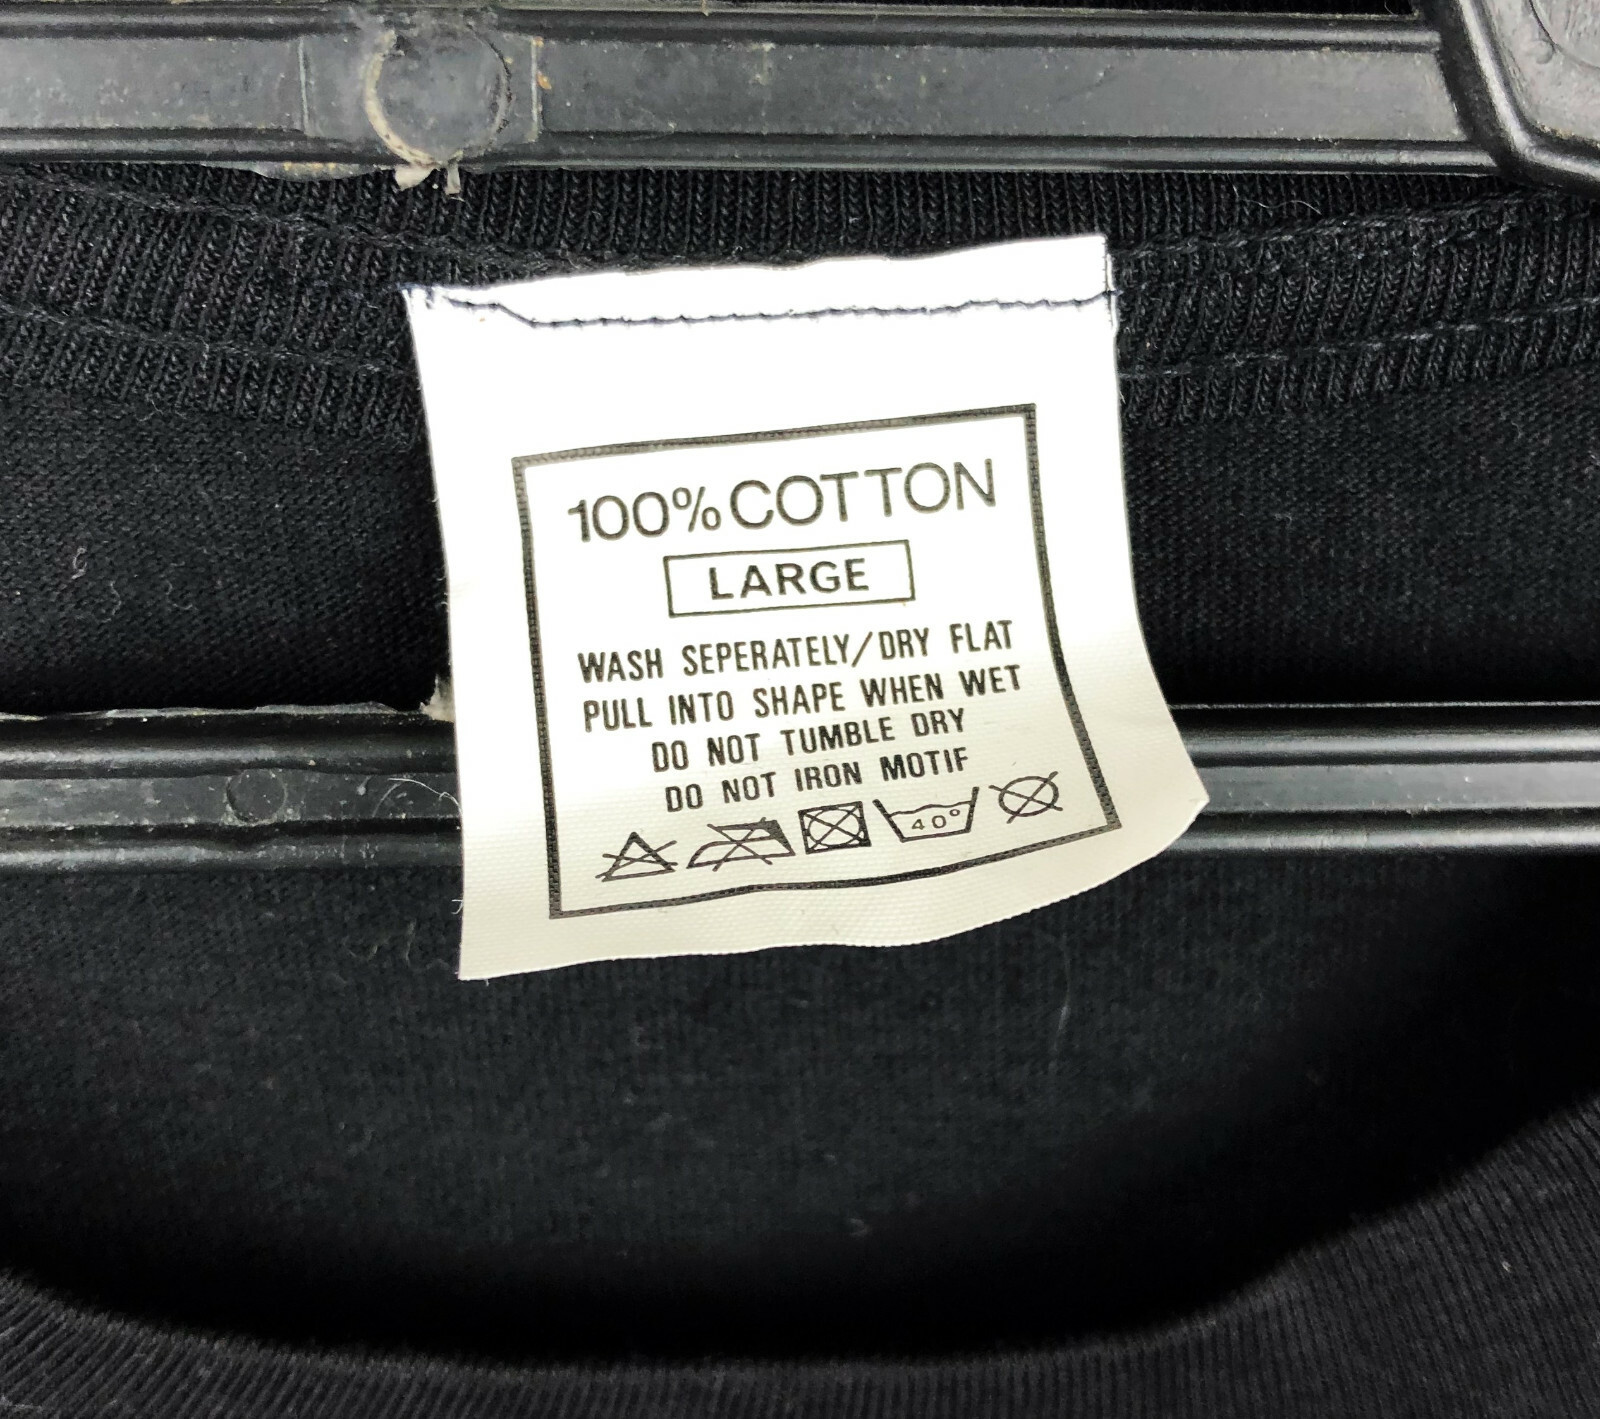 100% COTTON
LARGE
WASH SEPERATELY/DRY FLAT
PULL INTO SHAPE WHEN WET
DO NOT TUMBLE DRY
DO NOT IRON MOTIF
40°